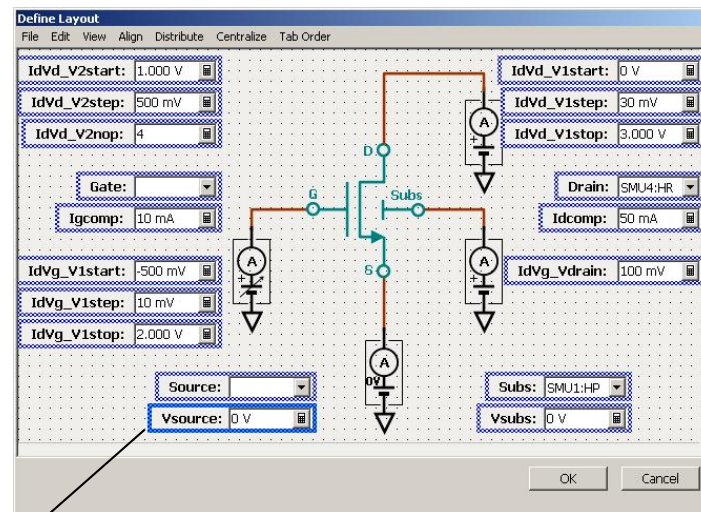 Define Layout
File Edit View Align Distribute Centralize Tab Order
IdVd_V2start: 1.000 V
IdVd_V1start: 0 V
IdVd_V2step: 500 mV
IdVd_V1step: 30 mV
IdVd_V2nop: 4
IdVd_V1stop: 3.000 V
A
+
D
Gate:
G
Subs
Drain: SMU4:HR
Igcomp: 10 mA
Idcomp: 50 mA
A
+
A
+
IdVg_V1start: -500 mV
S
IdVg_Vdrain: 100 mV
IdVg_V1step: 10 mV
IdVg_V1stop: 2.000 V
A
0V
Source:
Subs: SMU1:HP
Vsource: 0 V
Vsubs: 0 V
OK Cancel